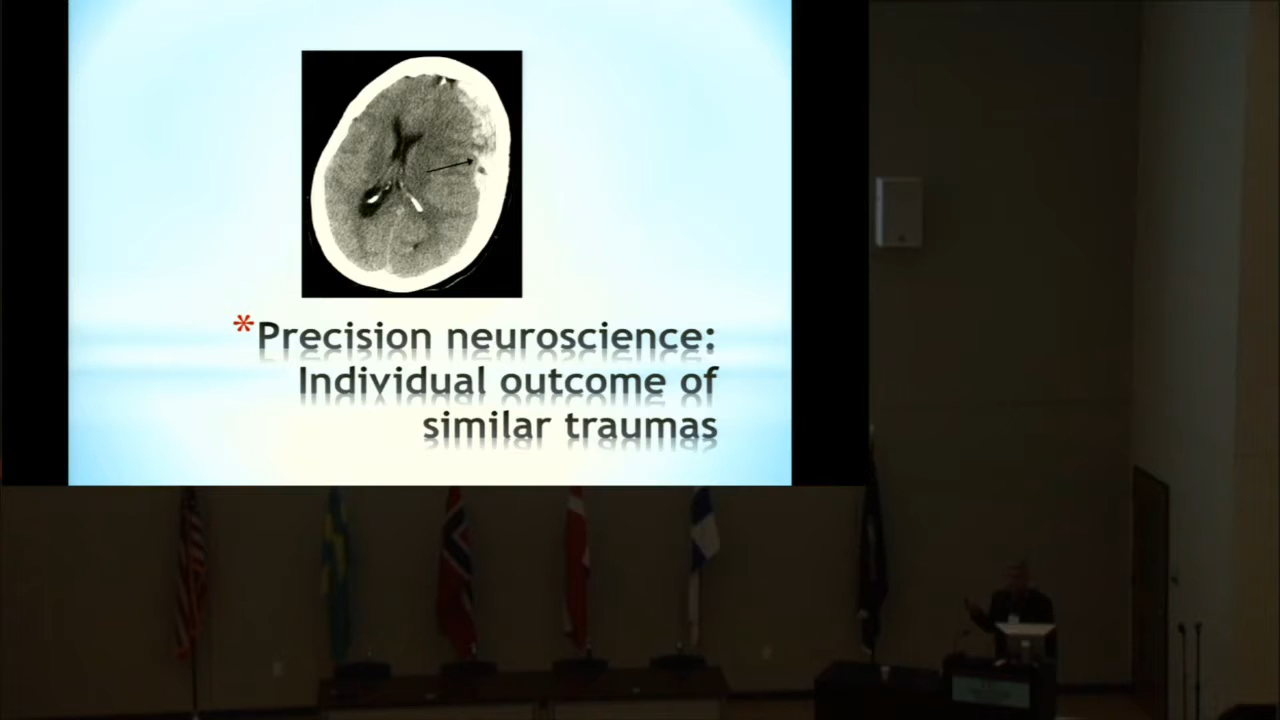 *Precision neuroscience:
Individual outcome of
similar traumas